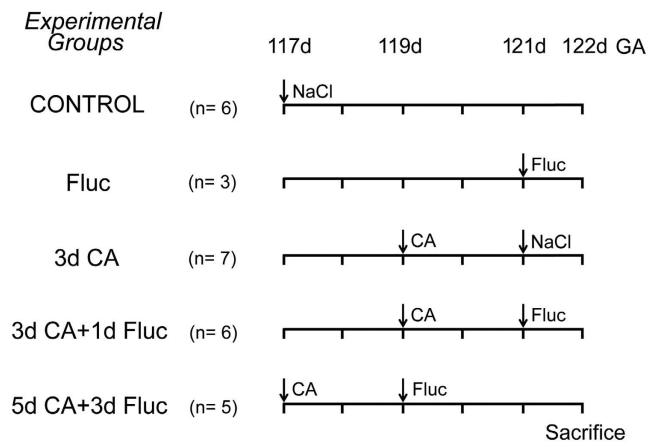 Experimental
Groups
117d 119d 121d 122d GA
CONTROL (n= 6) NaCl
Fluc (n= 3) Fluc
3d CA (n= 7) CA NaCl
3d CA+1d Fluc (n= 6) CA Fluc
5d CA+3d Fluc (n= 5) CA Fluc
Sacrifice